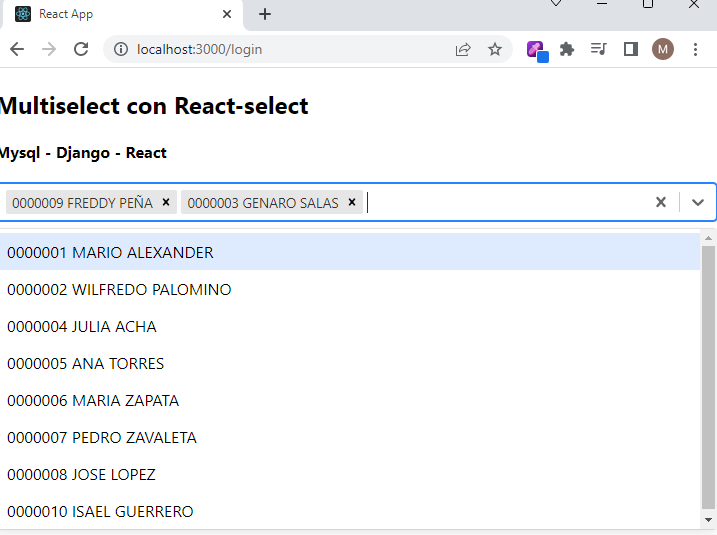 React App
localhost:3000/login
M
Multiselect con React-select
Mysql - Django - React
0000009 FREDDY PEÑA 0000003 GENARO SALAS
0000001 MARIO ALEXANDER
0000002 WILFREDO PALOMINO
0000004 JULIA ACHA
0000005 ANA TORRES
0000006 MARIA ZAPATA
0000007 PEDRO ZAVALETA
0000008 JOSE LOPEZ
0000010 ISAEL GUERRERO